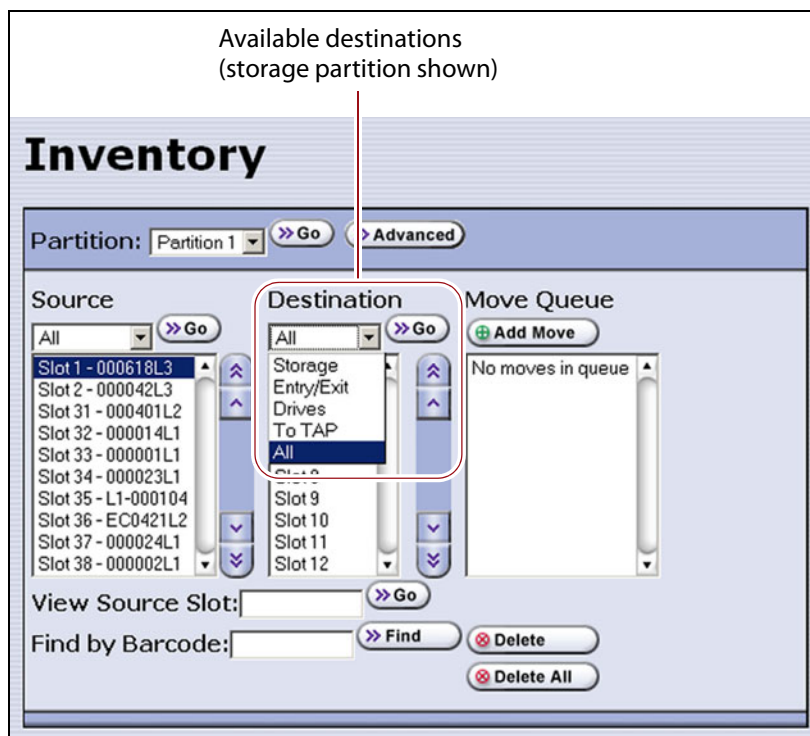 Available destinations
(storage partition shown)
Inventory
Partition: Partition 1 Go Advanced
Source
All Go
Slot 1 - 000618L3
Slot 2 - 000042L3
Slot 31 - 000401L2
Slot 32 - 000014L1
Slot 33 - 000001L1
Slot 34 - 000023L1
Slot 35 - L1-000104
Slot 36 - EC0421L2
Slot 37 - 000024L1
Slot 38 - 000002L1
Destination
All Go
Storage
Entry/Exit
Drives
To TAP
All
Slot 9
Slot 10
Slot 11
Slot 12
Move Queue
Add Move
No moves in queue
View Source Slot: Go
Find by Barcode: Find
Delete
Delete All